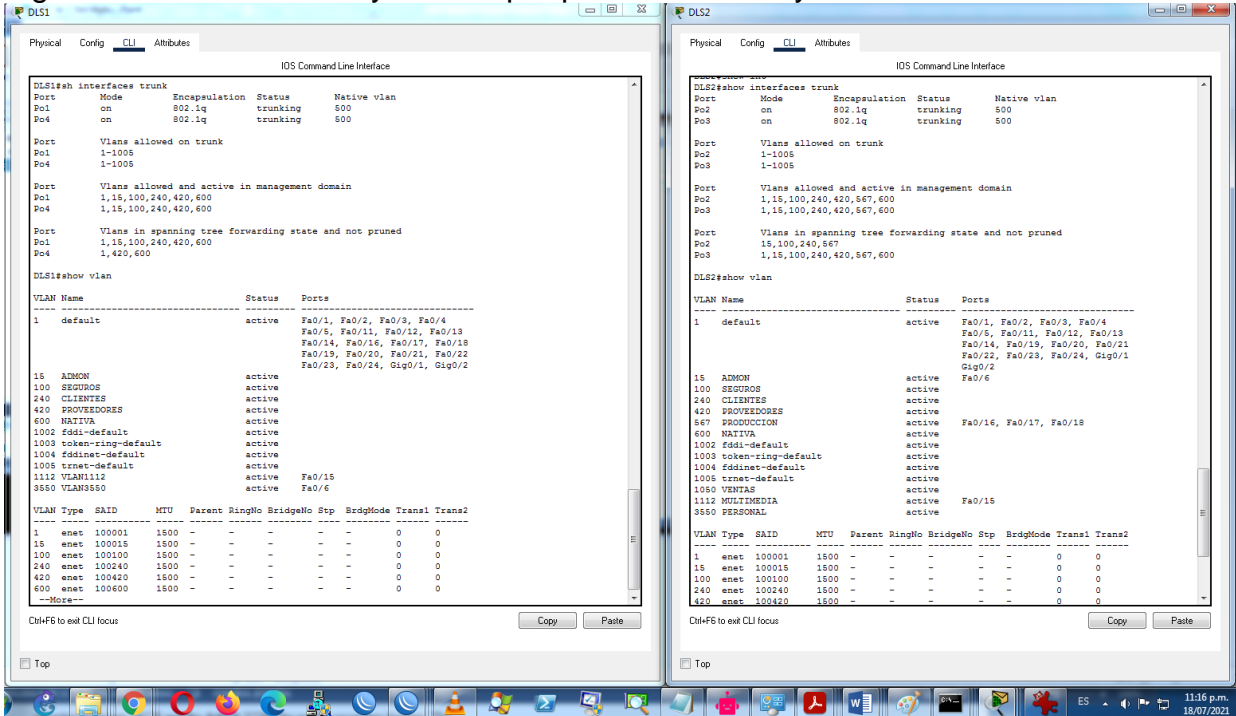 DLS1
Physical Config CLI Attributes
IOS Command Line Interface
DLS1#sh interfaces trunk
Port Mode Encapsulation Status Native vlan
Po1 on 802.1q trunking 500
Po4 on 802.1q trunking 500
Port Vlans allowed on trunk
Po1 1-1005
Po4 1-1005
Port Vlans allowed and active in management domain
Po1 1,15,100,240,420,600
Po4 1,15,100,240,420,600
Port Vlans in spanning tree forwarding state and not pruned
Po1 1,15,100,240,420,600
Po4 1,420,600
DLS1#show vlan
VLAN Name Status Ports
---- -------------------------------- --------- -------------------------------
1 default active Fa0/1, Fa0/2, Fa0/3, Fa0/4
Fa0/5, Fa0/11, Fa0/12, Fa0/13
Fa0/14, Fa0/16, Fa0/17, Fa0/18
Fa0/19, Fa0/20, Fa0/21, Fa0/22
Fa0/23, Fa0/24, Gig0/1, Gig0/2
15 ADMON active
100 SEGUROS active
240 CLIENTES active
420 PROVEEDORES active
600 NATIVA active
1002 fddi-default active
1003 token-ring-default active
1004 fddinet-default active
1005 trnet-default active
1112 VLAN1112 active Fa0/15
3550 VLAN3550 active Fa0/6
VLAN Type SAID MTU Parent RingNo BridgeNo Stp BrdgMode Trans1 Trans2
---- ----- ---------- ----- ------ ------ -------- ---- -------- ------ ------
1 enet 100001 1500 - - - - - 0 0
15 enet 100015 1500 - - - - - 0 0
100 enet 100100 1500 - - - - - 0 0
240 enet 100240 1500 - - - - - 0 0
420 enet 100420 1500 - - - - - 0 0
600 enet 100600 1500 - - - - - 0 0
--More--
Ctrl+F6 to exit CLI focus
Copy Paste
Top
DLS2
Physical Config CLI Attributes
IOS Command Line Interface
DLS2#show interfaces trunk
Port Mode Encapsulation Status Native vlan
Po2 on 802.1q trunking 500
Po3 on 802.1q trunking 500
Port Vlans allowed on trunk
Po2 1-1005
Po3 1-1005
Port Vlans allowed and active in management domain
Po2 1,15,100,240,420,567,600
Po3 1,15,100,240,420,567,600
Port Vlans in spanning tree forwarding state and not pruned
Po2 15,100,240,567
Po3 1,15,100,240,420,567,600
DLS2#show vlan
VLAN Name Status Ports
---- -------------------------------- --------- -------------------------------
1 default active Fa0/1, Fa0/2, Fa0/3, Fa0/4
Fa0/5, Fa0/11, Fa0/12, Fa0/13
Fa0/14, Fa0/19, Fa0/20, Fa0/21
Fa0/22, Fa0/23, Fa0/24, Gig0/1
Gig0/2
15 ADMON active Fa0/6
100 SEGUROS active
240 CLIENTES active
420 PROVEEDORES active
567 PRODUCCION active Fa0/16, Fa0/17, Fa0/18
600 NATIVA active
1002 fddi-default active
1003 token-ring-default active
1004 fddinet-default active
1005 trnet-default active
1050 VENTAS active
1112 MULTIMEDIA active Fa0/15
3550 PERSONAL active
VLAN Type SAID MTU Parent RingNo BridgeNo Stp BrdgMode Trans1 Trans2
---- ----- ---------- ----- ------ ------ -------- ---- -------- ------ ------
1 enet 100001 1500 - - - - - 0 0
15 enet 100015 1500 - - - - - 0 0
100 enet 100100 1500 - - - - - 0 0
240 enet 100240 1500 - - - - - 0 0
420 enet 100420 1500 - - - - - 0 0
Ctrl+F6 to exit CLI focus
Copy Paste
Top
ES 11:16 p.m.
18/07/2021